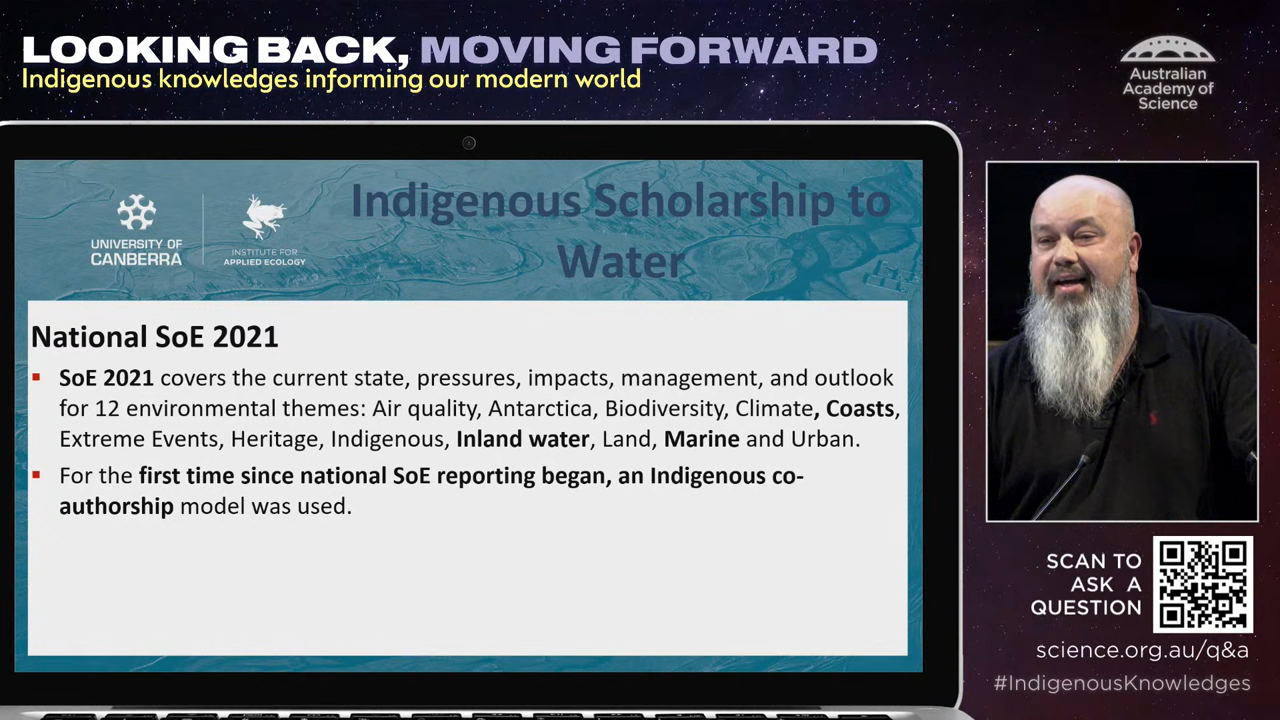 LOOKING BACK, MOVING FORWARD
Indigenous knowledges informing our modern world
Australian
Academy of
Science
UNIVERSITY OF
CANBERRA
INSTITUTE FOR
APPLIED ECOLOGY
Indigenous Scholarship to
Water
National SoE 2021
▪ SoE 2021 covers the current state, pressures, impacts, management, and outlook
for 12 environmental themes: Air quality, Antarctica, Biodiversity, Climate, Coasts,
Extreme Events, Heritage, Indigenous, Inland water, Land, Marine and Urban.
▪ For the first time since national SoE reporting began, an Indigenous co-
authorship model was used.
SCAN TO
ASK A
QUESTION
science.org.au/q&a
#IndigenousKnowledges